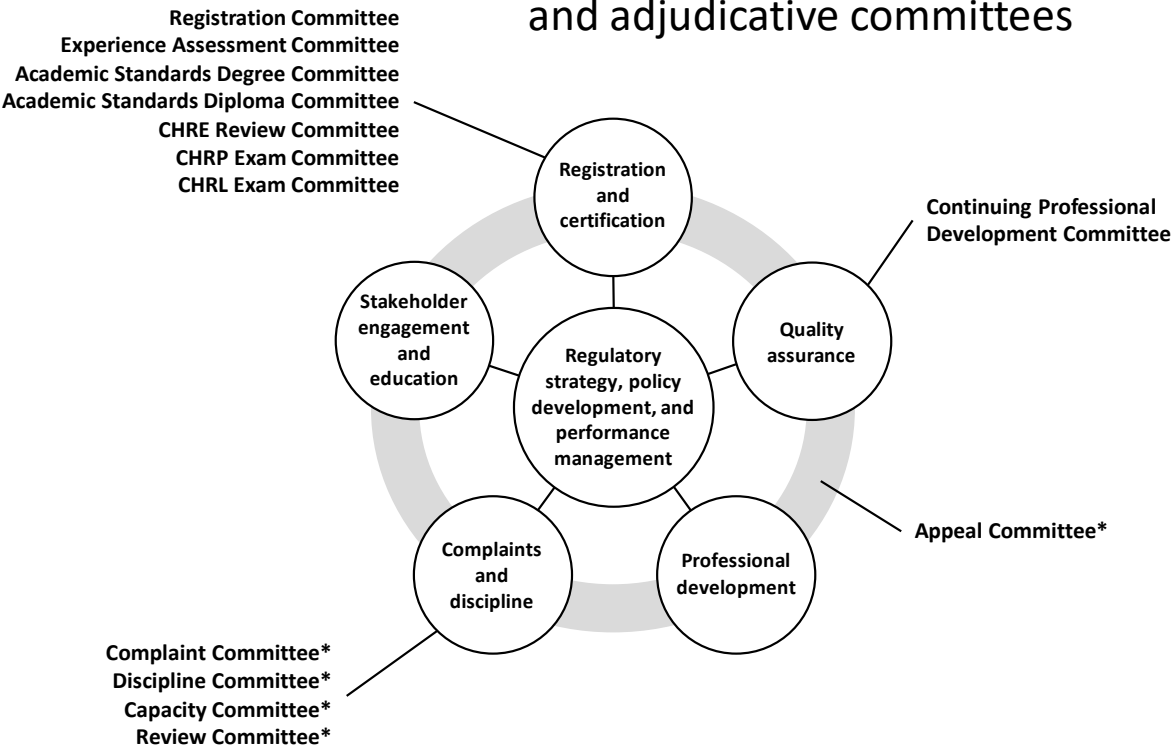 and adjudicative committees
Registration Committee
Experience Assessment Committee
Academic Standards Degree Committee
Academic Standards Diploma Committee
CHRE Review Committee
CHRP Exam Committee
CHRL Exam Committee
Registration
and
certification
Continuing Professional
Development Committee
Stakeholder
engagement
and
education
Quality
assurance
Regulatory
strategy, policy
development, and
performance
management
Appeal Committee*
Complaints
and
discipline
Professional
development
Complaint Committee*
Discipline Committee*
Capacity Committee*
Review Committee*